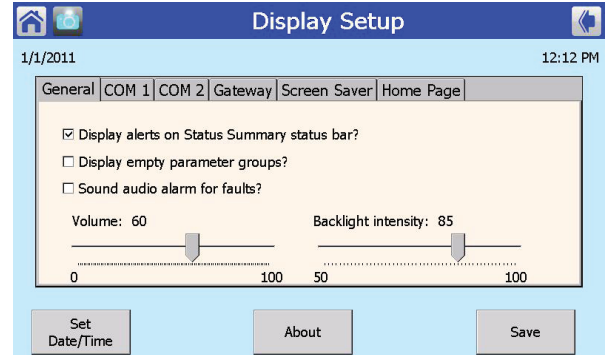 Display Setup
1/1/2011 12:12 PM
General COM 1 COM 2 Gateway Screen Saver Home Page
Display alerts on Status Summary status bar?
Display empty parameter groups?
Sound audio alarm for faults?
Volume: 60 Backlight intensity: 85
0 100 50 100
Set
Date/Time
About
Save